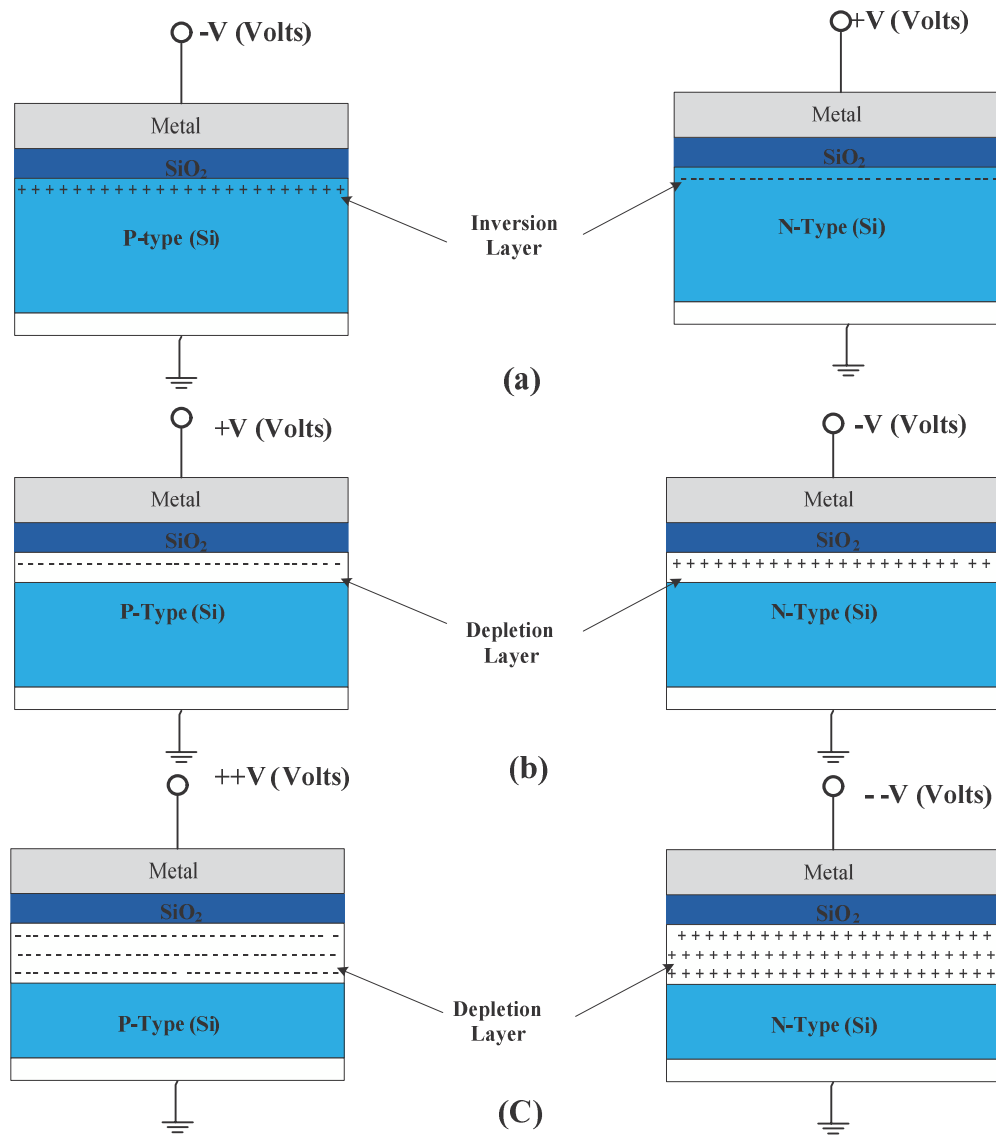 -V (Volts)
+V (Volts)
Metal
Metal
SiO₂
SiO₂
+ + + + + + + + + + + + + + + + + + + +
- - - - - - - - - - - - - - - - - - - -
P-type (Si)
Inversion
Layer
N-Type (Si)
(a)
+V (Volts)
-V (Volts)
Metal
Metal
SiO₂
SiO₂
- - - - - - - - - - - - - - - - - - - -
+ + + + + + + + + + + + + + + + + + + +
P-Type (Si)
Depletion
Layer
N-Type (Si)
(b)
++V (Volts)
- -V (Volts)
Metal
Metal
SiO₂
SiO₂
- - - - - - - - - - - - - - - - - - - -
- - - - - - - - - - - - - - - - - - - -
- - - - - - - - - - - - - - - - - - - -
+ + + + + + + + + + + + + + + + + + + +
+ + + + + + + + + + + + + + + + + + + +
+ + + + + + + + + + + + + + + + + + + +
P-Type (Si)
Depletion
Layer
N-Type (Si)
(C)